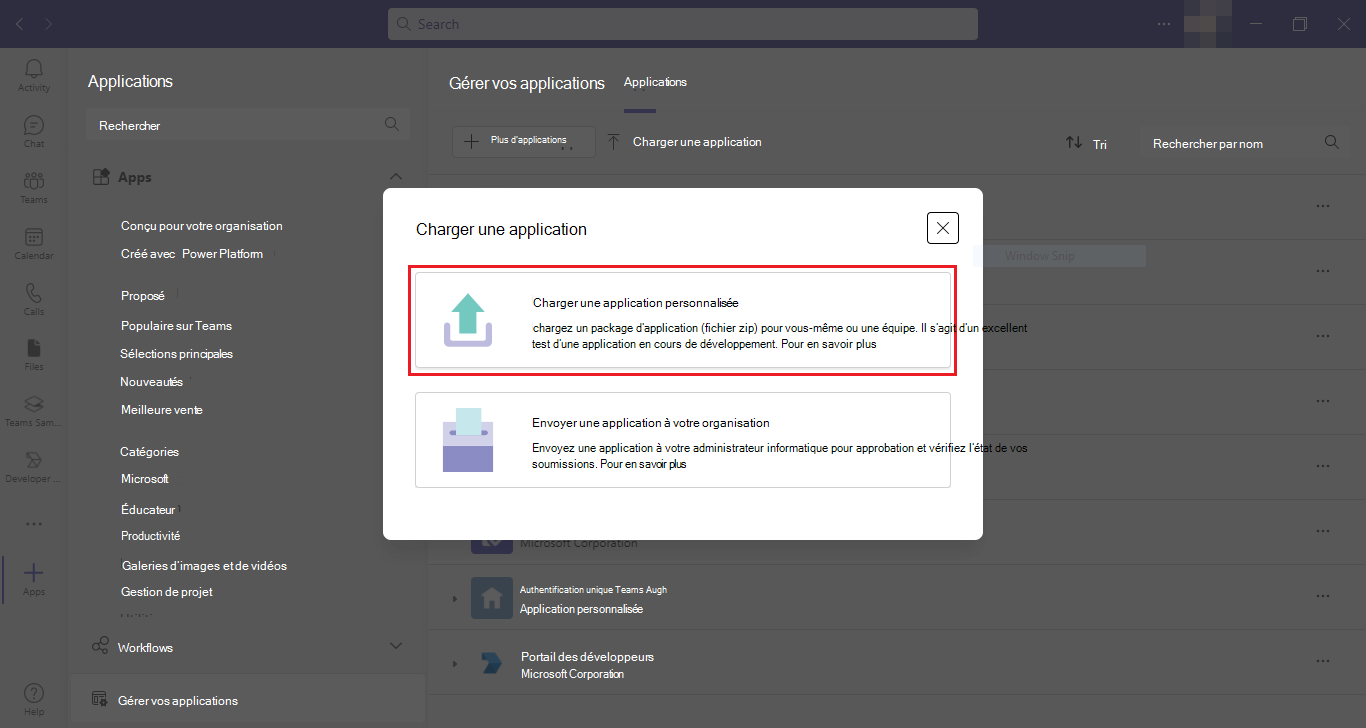 Search
Activity
Chat
Teams
Calendar
Calls
Files
Teams Sam...
Developer ...
Apps
Help
Applications
Rechercher
Apps
Conçu pour votre organisation
Créé avec Power Platform
Proposé
Populaire sur Teams
Sélections principales
Nouveautés
Meilleure vente
Catégories
Microsoft
Éducateur
Productivité
Galeries d'images et de vidéos
Gestion de projet
Workflows
Gérer vos applications
Gérer vos applications Applications
Plus d'applications Charger une application Tri Rechercher par nom
Window Snip
Charger une application
Charger une application personnalisée
chargez un package d'application (fichier zip) pour vous-même ou une équipe. Il s'agit d'un excellent
test d'une application en cours de développement. Pour en savoir plus
Envoyer une application à votre organisation
Envoyez une application à votre administrateur informatique pour approbation et vérifiez l'état de vos
soumissions. Pour en savoir plus
Microsoft Corporation
Authentification unique Teams Augh
Application personnalisée
Portail des développeurs
Microsoft Corporation